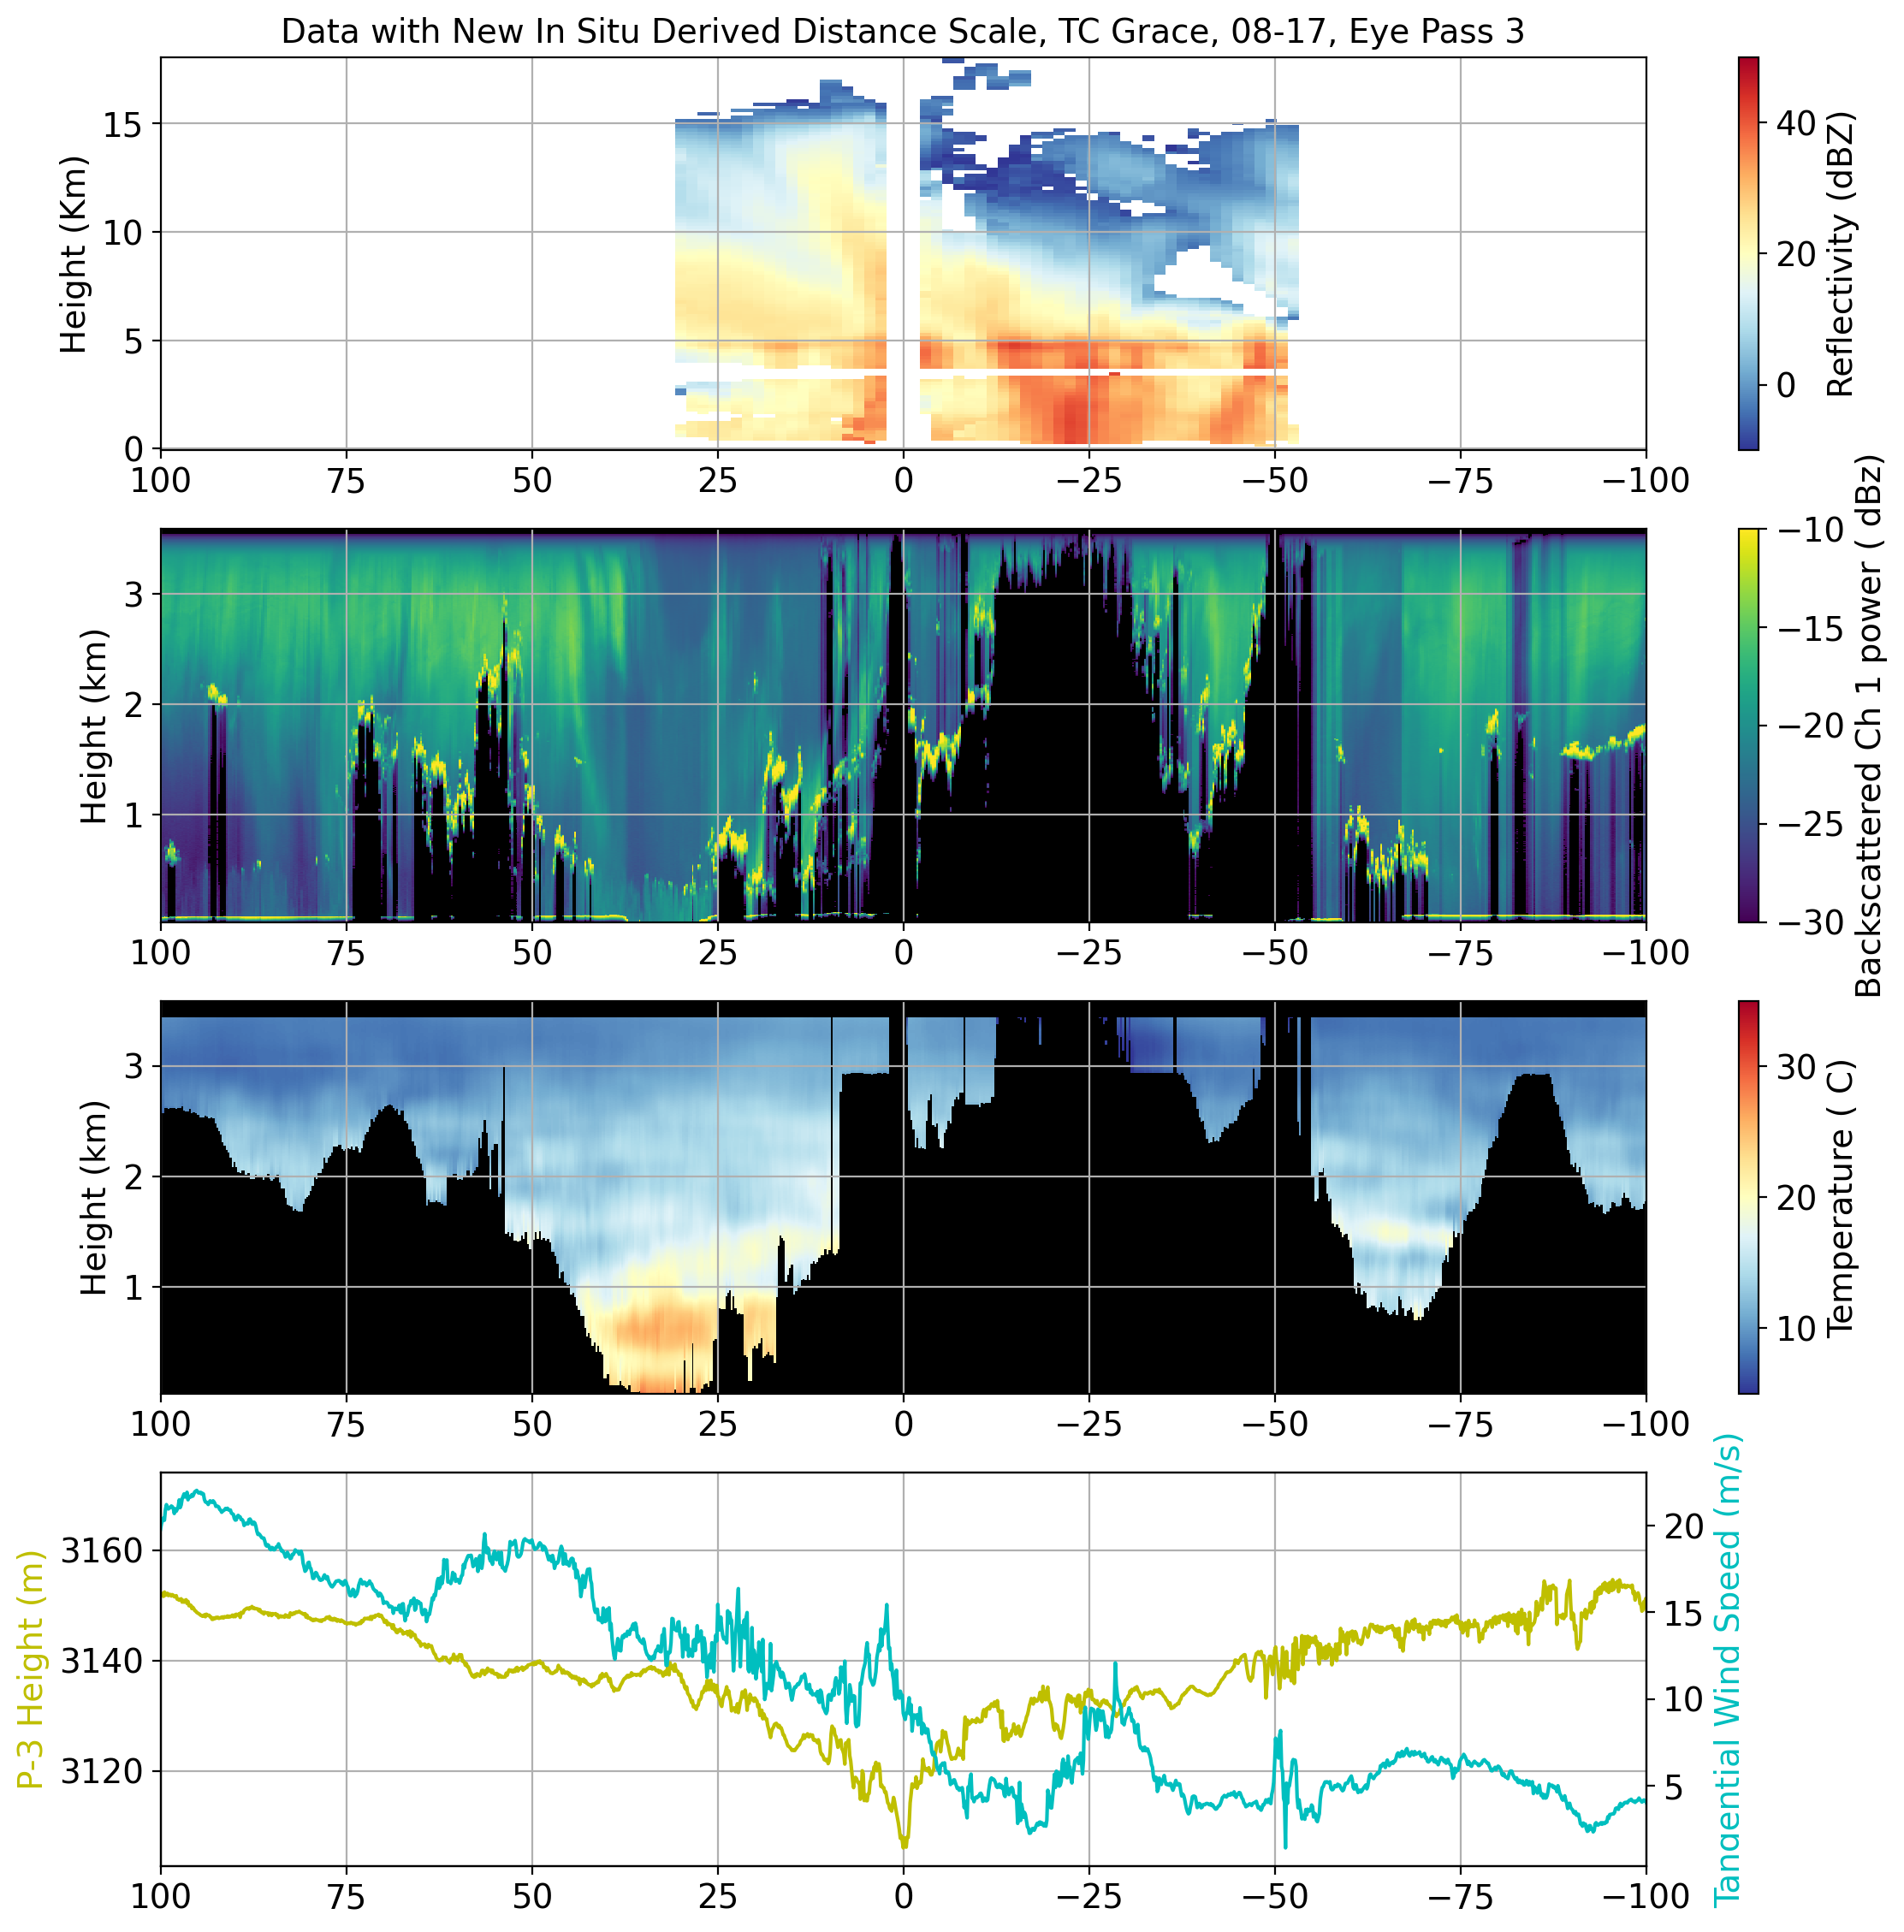 Data with New In Situ Derived Distance Scale, TC Grace, 08-17, Eye Pass 3
Height (Km)
15
10
5
0
100 75 50 25 0 −25 −50 −75 −100
40
20
0
Reflectivity (dBZ)
Height (km)
3
2
1
100 75 50 25 0 −25 −50 −75 −100
−10
−15
−20
−25
−30
Backscattered Ch 1 power ( dBz)
Height (km)
3
2
1
100 75 50 25 0 −25 −50 −75 −100
30
20
10
Temperature ( C)
P-3 Height (m)
3160
3140
3120
100 75 50 25 0 −25 −50 −75 −100
20
15
10
5
Tangential Wind Speed (m/s)